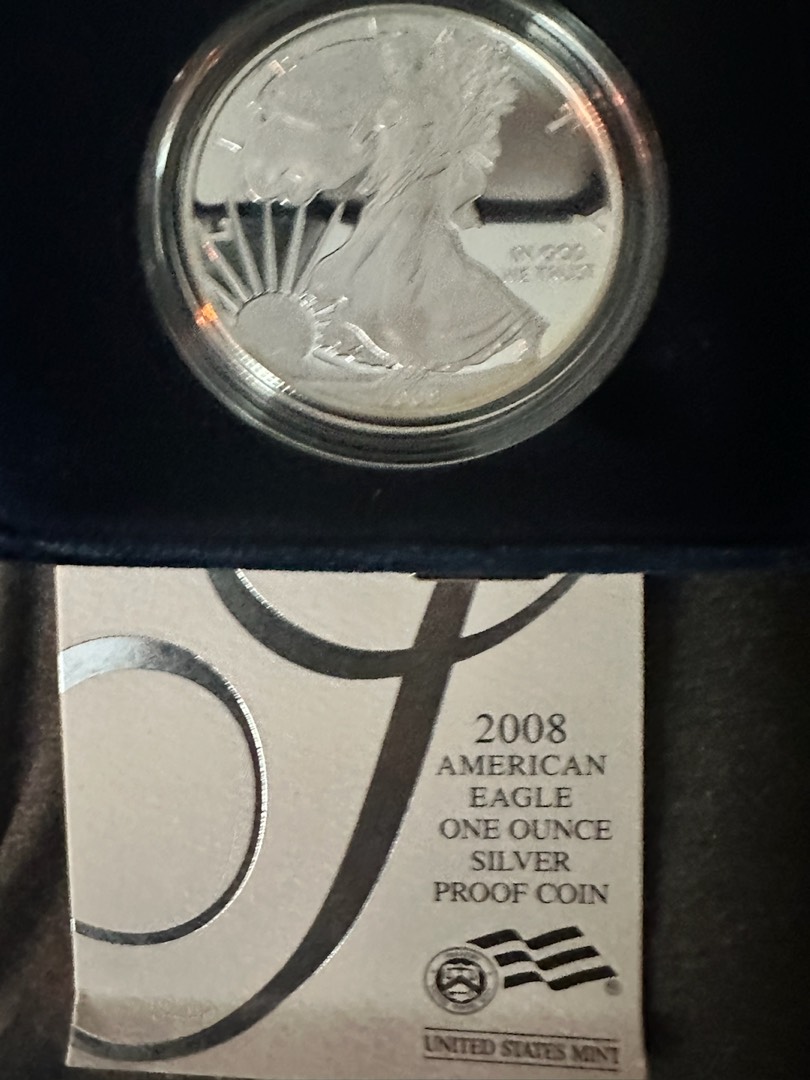 IN GOD
WE TRUST
2008
AMERICAN
EAGLE
ONE OUNCE
SILVER
PROOF COIN
UNITED STATES MINT